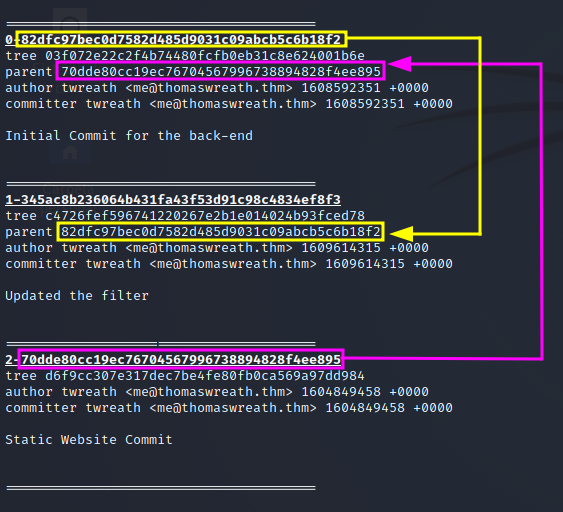 =======================================
0-82dfc97bec0d7582d485d9031c09abcb5c6b18f2
tree 03f072e22c2f4b74480fcfb0eb31c8e624001b6e
parent 70dde80cc19ec76704567996738894828f4ee895
author twreath <me@thomaswreath.thm> 1608592351 +0000
committer twreath <me@thomaswreath.thm> 1608592351 +0000
Initial Commit for the back-end
=======================================
1-345ac8b236064b431fa43f53d91c98c4834ef8f3
tree c4726fef596741220267e2b1e014024b93fced78
parent 82dfc97bec0d7582d485d9031c09abcb5c6b18f2
author twreath <me@thomaswreath.thm> 1609614315 +0000
committer twreath <me@thomaswreath.thm> 1609614315 +0000
Updated the filter
=======================================
2-70dde80cc19ec76704567996738894828f4ee895
tree d6f9cc307e317dec7be4fe80fb0ca569a97dd984
author twreath <me@thomaswreath.thm> 1604849458 +0000
committer twreath <me@thomaswreath.thm> 1604849458 +0000
Static Website Commit
=======================================